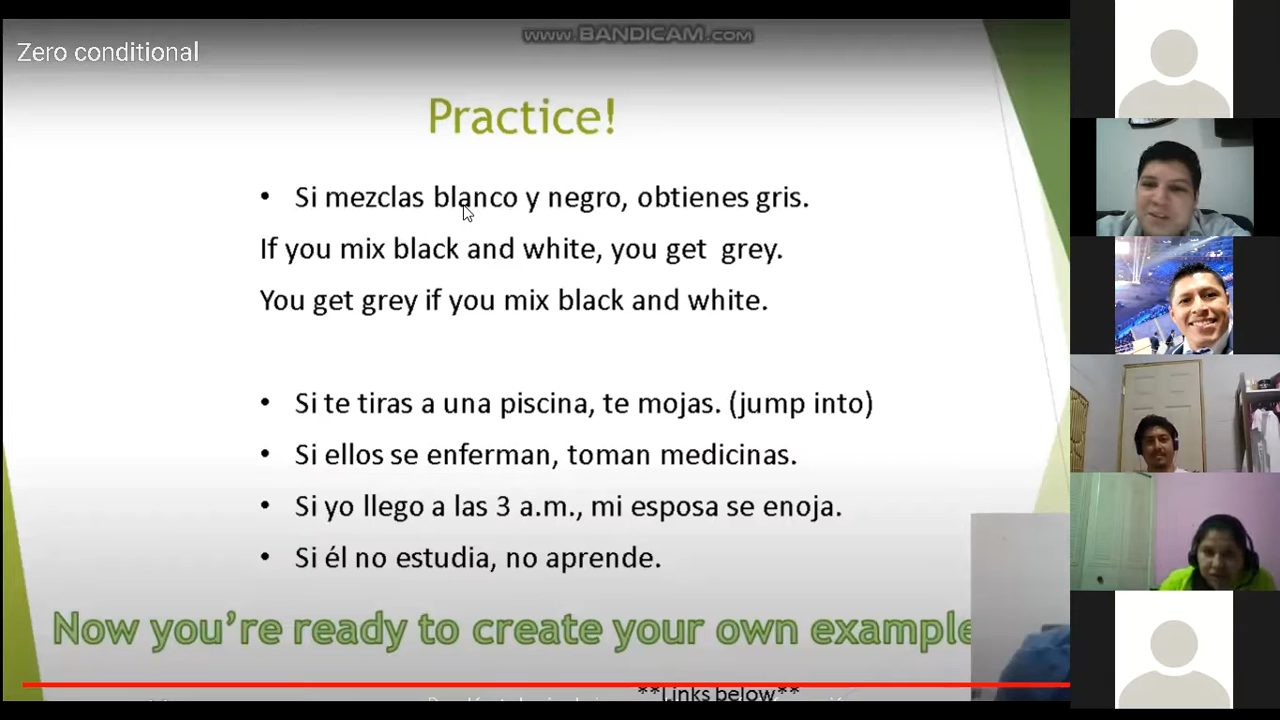 www.BANDICAM.com
Zero conditional
Practice!
• Si mezclas blanco y negro, obtienes gris.
If you mix black and white, you get grey.
You get grey if you mix black and white.
• Si te tiras a una piscina, te mojas. (jump into)
• Si ellos se enferman, toman medicinas.
• Si yo llego a las 3 a.m., mi esposa se enoja.
• Si él no estudia, no aprende.
Now you're ready to create your own example
**Links below**